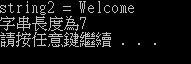 string2 = Welcome
字串長度為7
請按任意鍵繼續 . . .